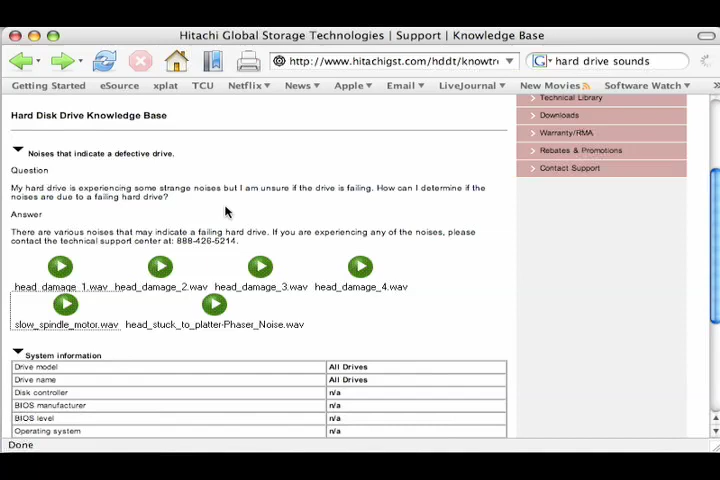 Hitachi Global Storage Technologies | Support | Knowledge Base
http://www.hitachigst.com/hddt/knowtre
hard drive sounds
Getting Started eSource xplat TCU Netflix News Apple Email LiveJournal New Movies Software Watch
Technical Library
Downloads
Warranty/RMA
Rebates & Promotions
Contact Support
Hard Disk Drive Knowledge Base
Noises that indicate a defective drive.
Question
My hard drive is experiencing some strange noises but I am unsure if the drive is failing. How can I determine if the
noises are due to a failing hard drive?
Answer
There are various noises that may indicate a failing hard drive. If you are experiencing any of the noises, please
contact the technical support center at: 888-426-5214.
head_damage_1.wav head_damage_2.wav head_damage_3.wav head_damage_4.wav
slow_spindle_motor.wav head_stuck_to_platter-Phaser_Noise.wav
System information
Drive model All Drives
Drive name All Drives
Disk controller n/a
BIOS manufacturer n/a
BIOS level n/a
Operating system n/a
Done